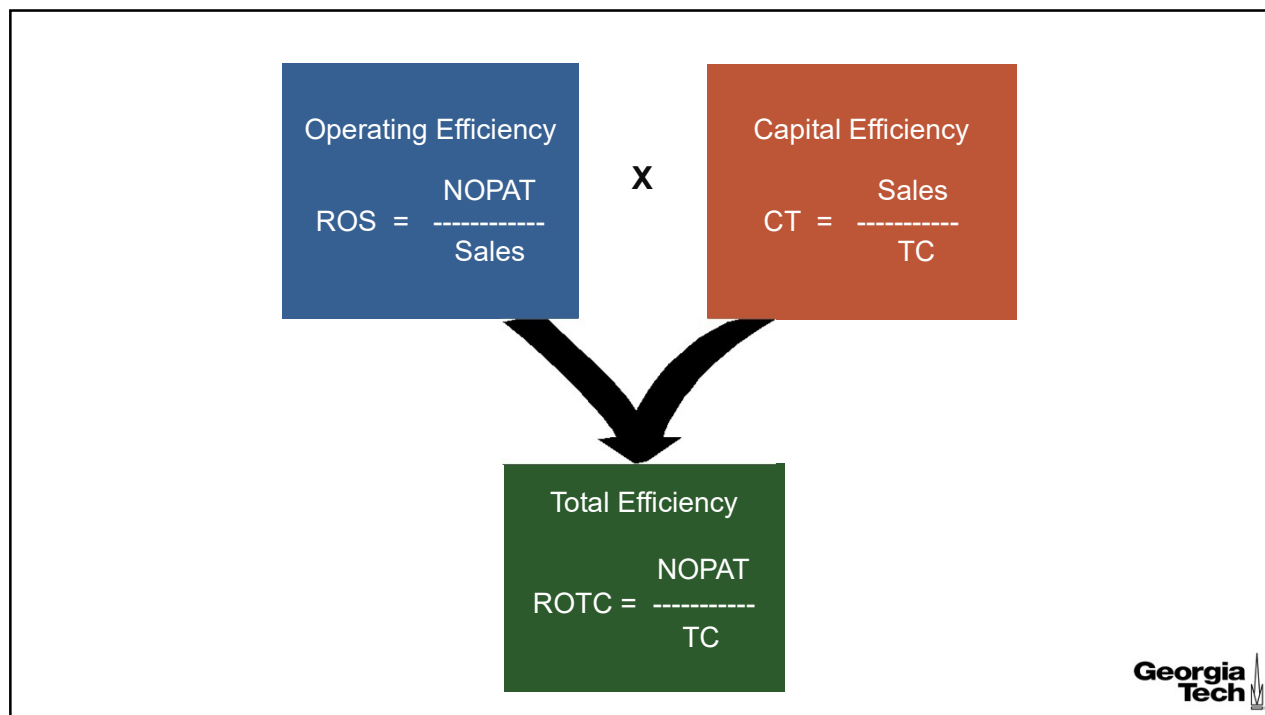 Operating Efficiency
NOPAT
ROS = ------------
Sales
X
Capital Efficiency
Sales
CT = -----------
TC
Total Efficiency
NOPAT
ROTC = -----------
TC
Georgia
Tech